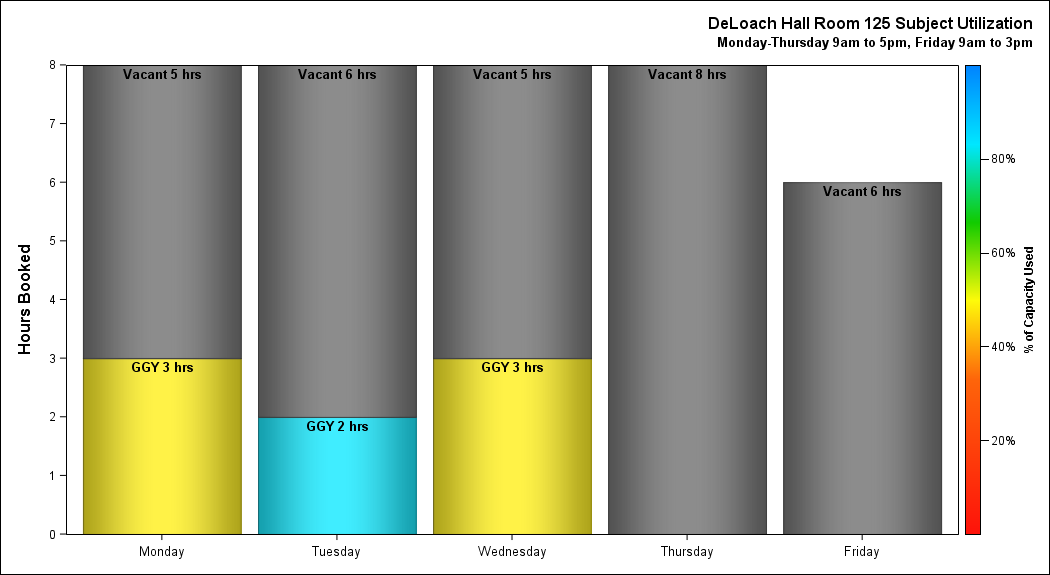 DeLoach Hall Room 125 Subject Utilization
Monday-Thursday 9am to 5pm, Friday 9am to 3pm
Hours Booked
8
7
6
5
4
3
2
1
0
Vacant 5 hrs
Vacant 6 hrs
Vacant 5 hrs
Vacant 8 hrs
Vacant 6 hrs
GGY 3 hrs
GGY 2 hrs
GGY 3 hrs
Monday
Tuesday
Wednesday
Thursday
Friday
80%
60%
40%
20%
% of Capacity Used